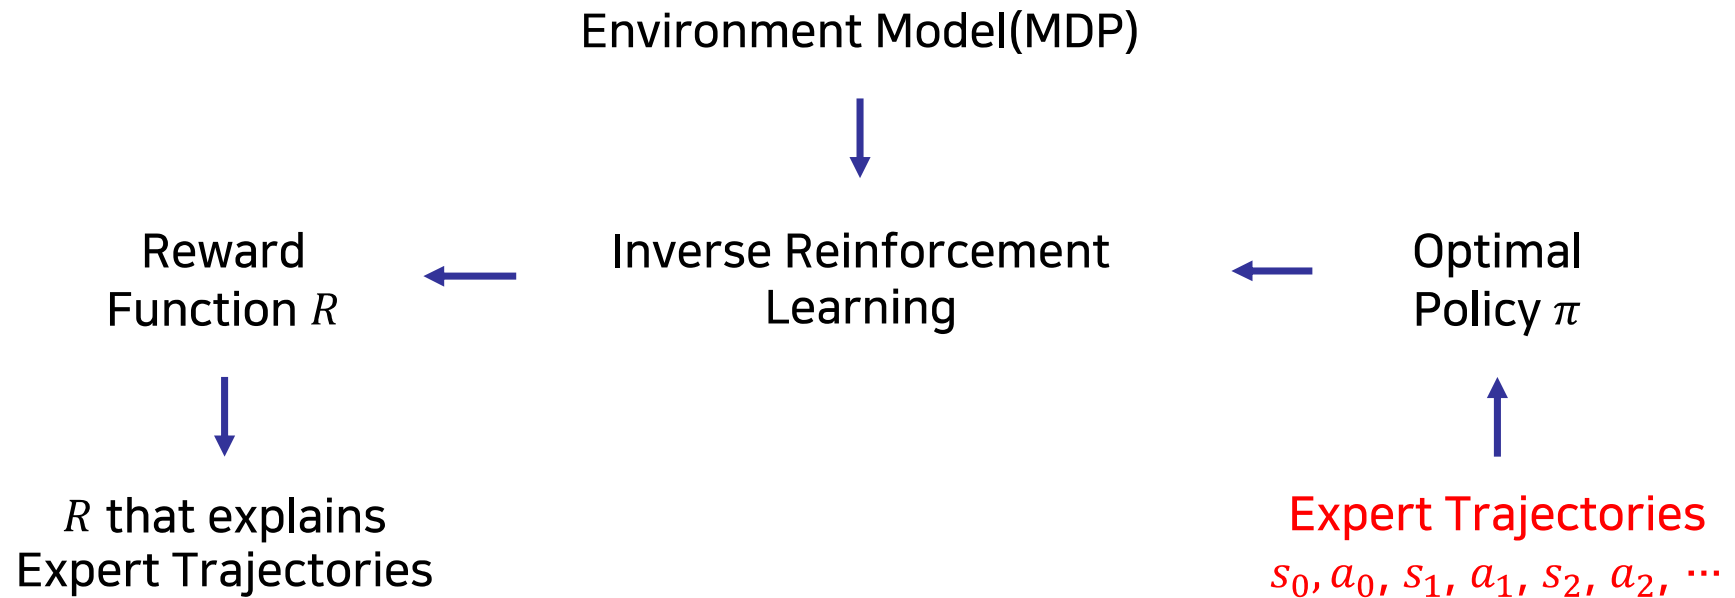 Environment Model(MDP)
Reward
Function R
Inverse Reinforcement
Learning
Optimal
Policy π
R that explains
Expert Trajectories
Expert Trajectories
s₀, a₀, s₁, a₁, s₂, a₂, ⋯